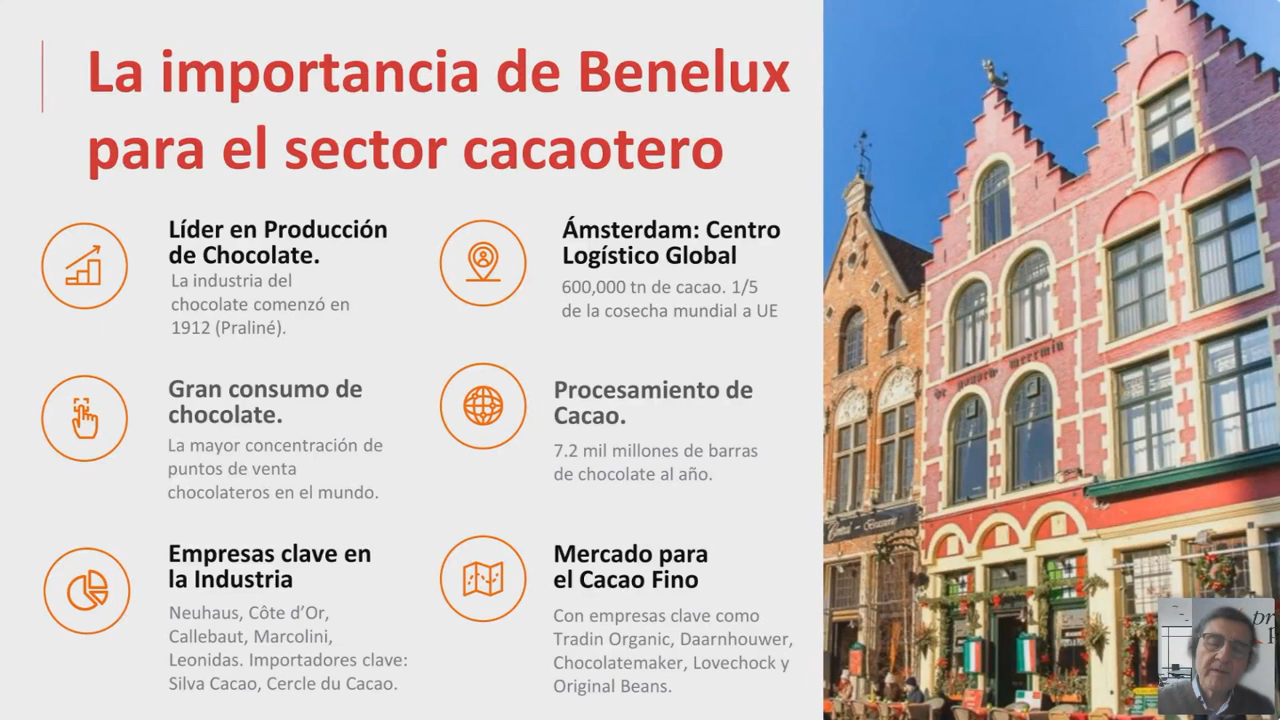 La importancia de Benelux
para el sector cacaotero
Líder en Producción
de Chocolate.
La industria del
chocolate comenzó en
1912 (Praliné).
Ámsterdam: Centro
Logístico Global
600,000 tn de cacao. 1/5
de la cosecha mundial a UE
Gran consumo de
chocolate.
La mayor concentración de
puntos de venta
chocolateros en el mundo.
Procesamiento de
Cacao.
7.2 mil millones de barras
de chocolate al año.
Empresas clave en
la Industria
Neuhaus, Côte d’Or,
Callebaut, Marcolini,
Leonidas. Importadores clave:
Silva Cacao, Cercle du Cacao.
Mercado para
el Cacao Fino
Con empresas clave como
Tradin Organic, Daarnhouwer,
Chocolatemaker, Lovechock y
Original Beans.